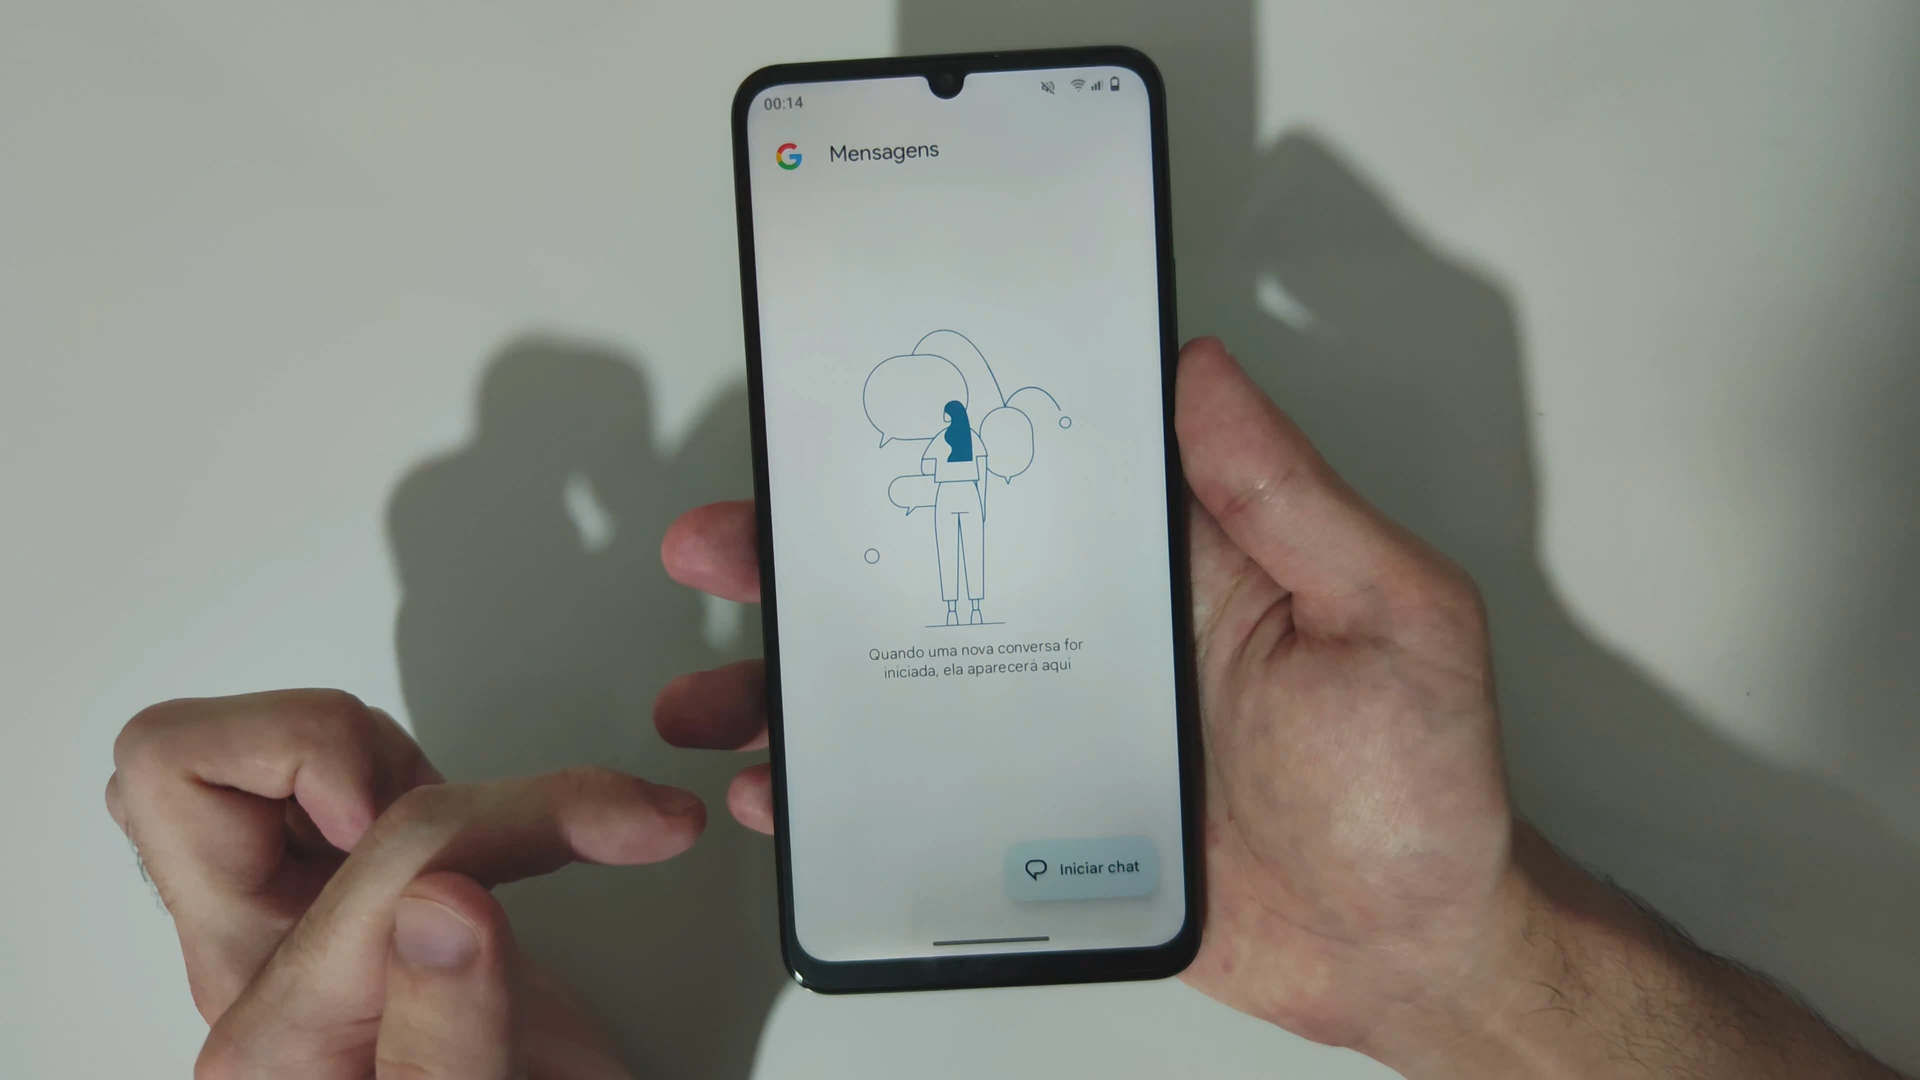 00:14
G Mensagens
Quando uma nova conversa for
iniciada, ela aparecerá aqui
Iniciar chat